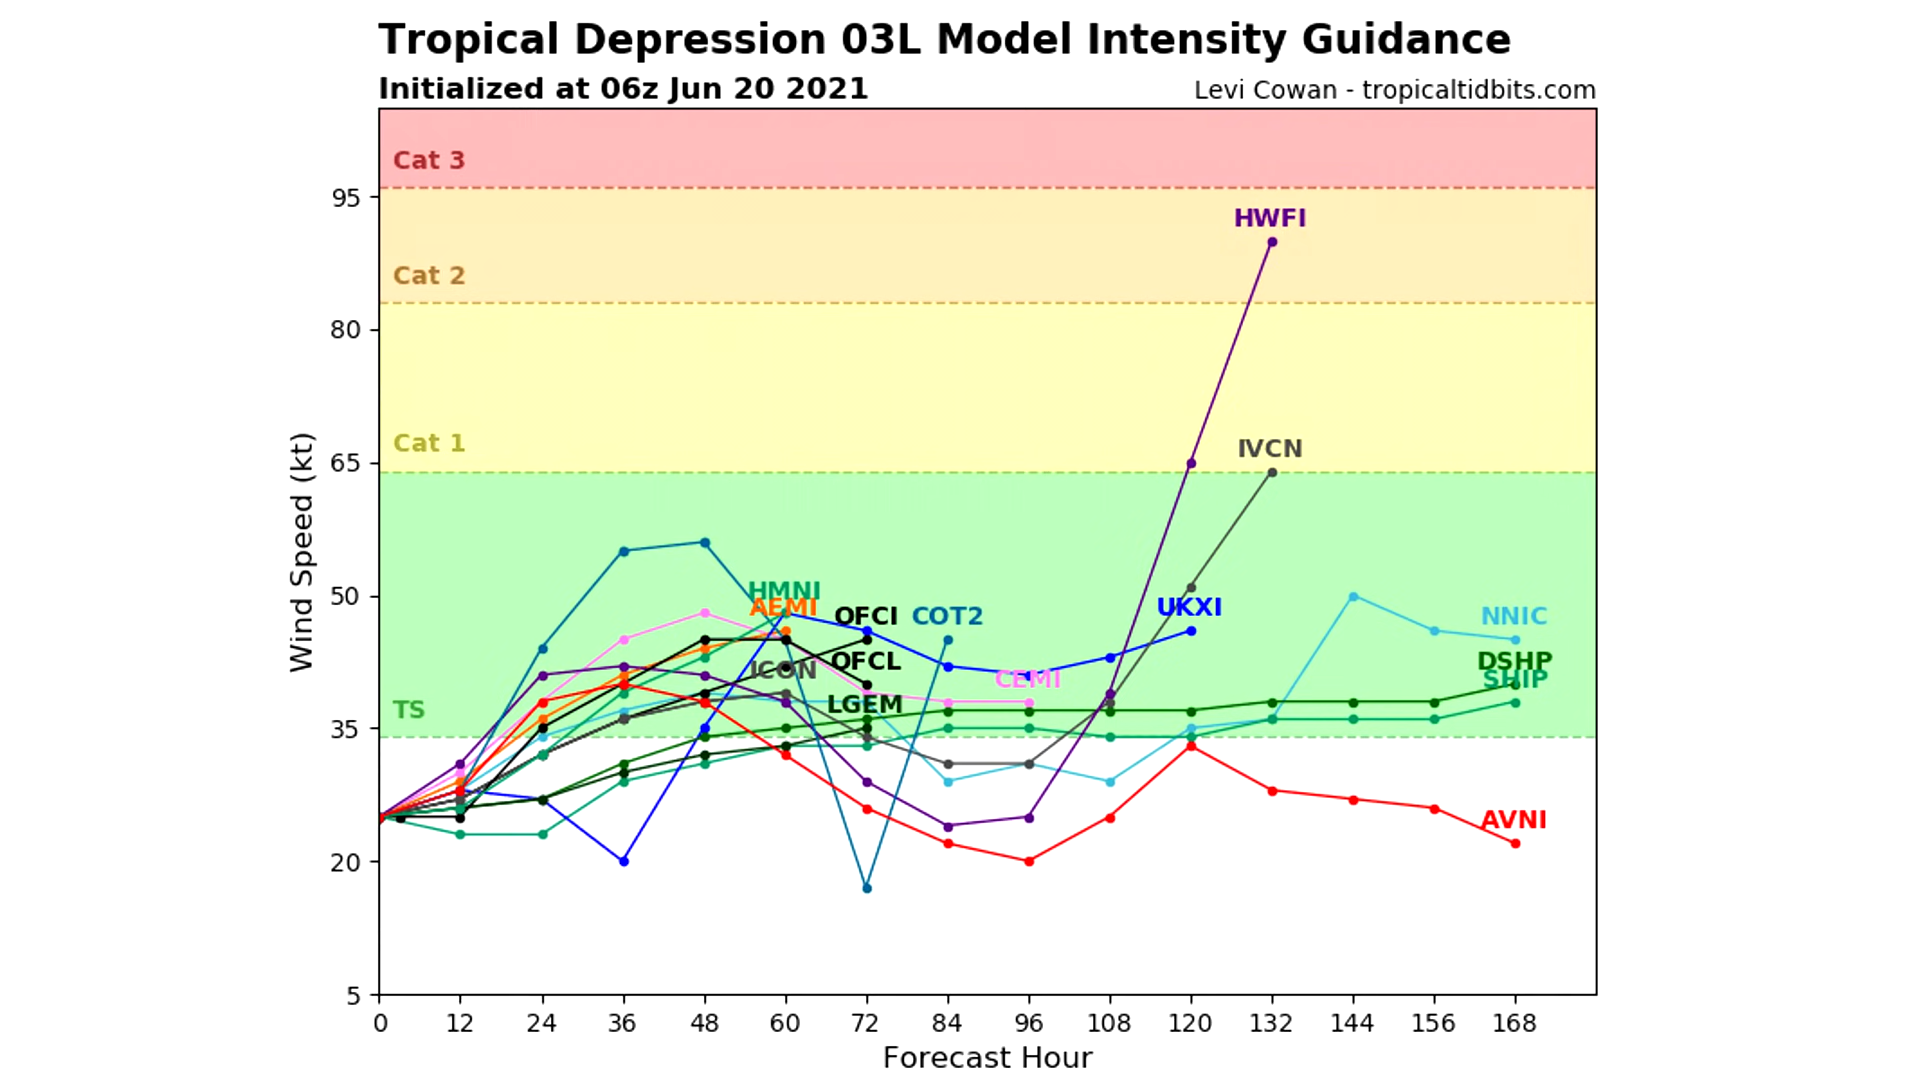 Tropical Depression 03L Model Intensity Guidance
Initialized at 06z Jun 20 2021
Levi Cowan - tropicaltidbits.com
Cat 3
95
HWFI
Cat 2
80
Cat 1
IVCN
65
Wind Speed (kt)
50
HMNI
AEMI
OFCI
COT2
UKXI
NNIC
ICON
OFCL
CEMI
DSHP
SHIP
LGEM
TS
35
AVNI
20
5
0 12 24 36 48 60 72 84 96 108 120 132 144 156 168
Forecast Hour